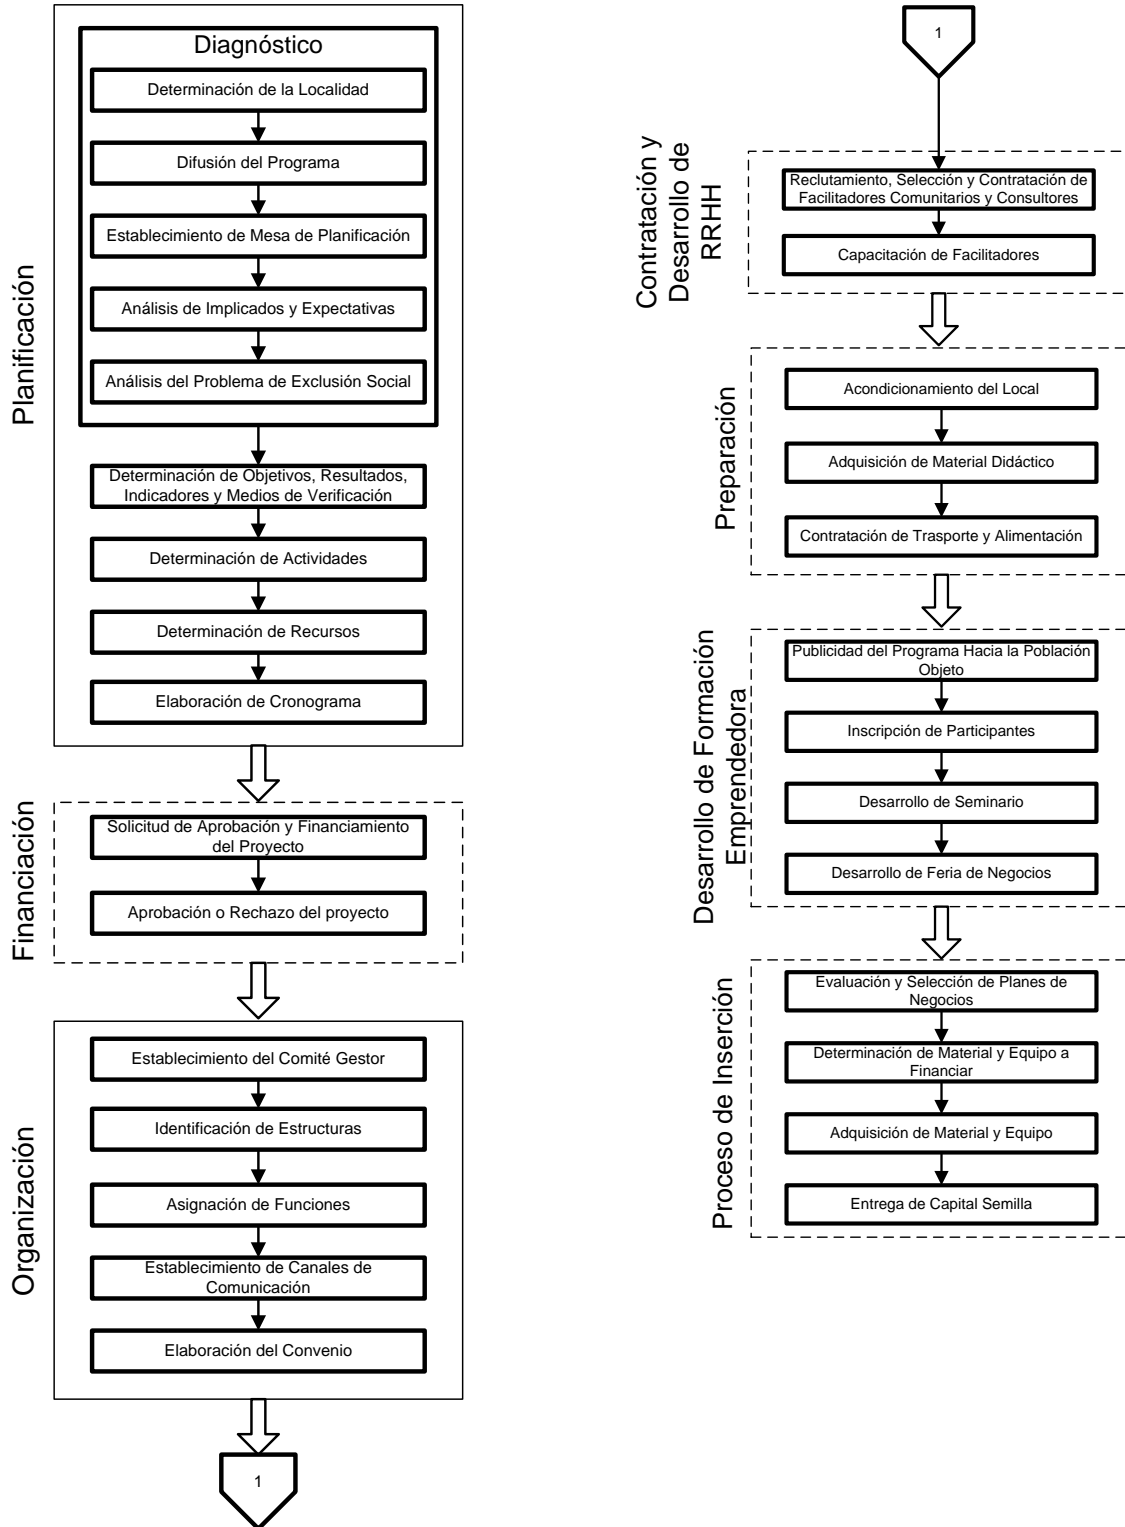 Planificación
Diagnóstico
Determinación de la Localidad
Difusión del Programa
Establecimiento de Mesa de Planificación
Análisis de Implicados y Expectativas
Análisis del Problema de Exclusión Social
Determinación de Objetivos, Resultados,
Indicadores y Medios de Verificación
Determinación de Actividades
Determinación de Recursos
Elaboración de Cronograma
Financiación
Solicitud de Aprobación y Financiamiento
del Proyecto
Aprobación o Rechazo del proyecto
Organización
Establecimiento del Comité Gestor
Identificación de Estructuras
Asignación de Funciones
Establecimiento de Canales de
Comunicación
Elaboración del Convenio
1
1
Contratación y
Desarrollo de
RRHH
Reclutamiento, Selección y Contratación de
Facilitadores Comunitarios y Consultores
Capacitación de Facilitadores
Preparación
Acondicionamiento del Local
Adquisición de Material Didáctico
Contratación de Trasporte y Alimentación
Desarrollo de Formación
Emprendedora
Publicidad del Programa Hacia la Población
Objeto
Inscripción de Participantes
Desarrollo de Seminario
Desarrollo de Feria de Negocios
Proceso de Inserción
Evaluación y Selección de Planes de
Negocios
Determinación de Material y Equipo a
Financiar
Adquisición de Material y Equipo
Entrega de Capital Semilla